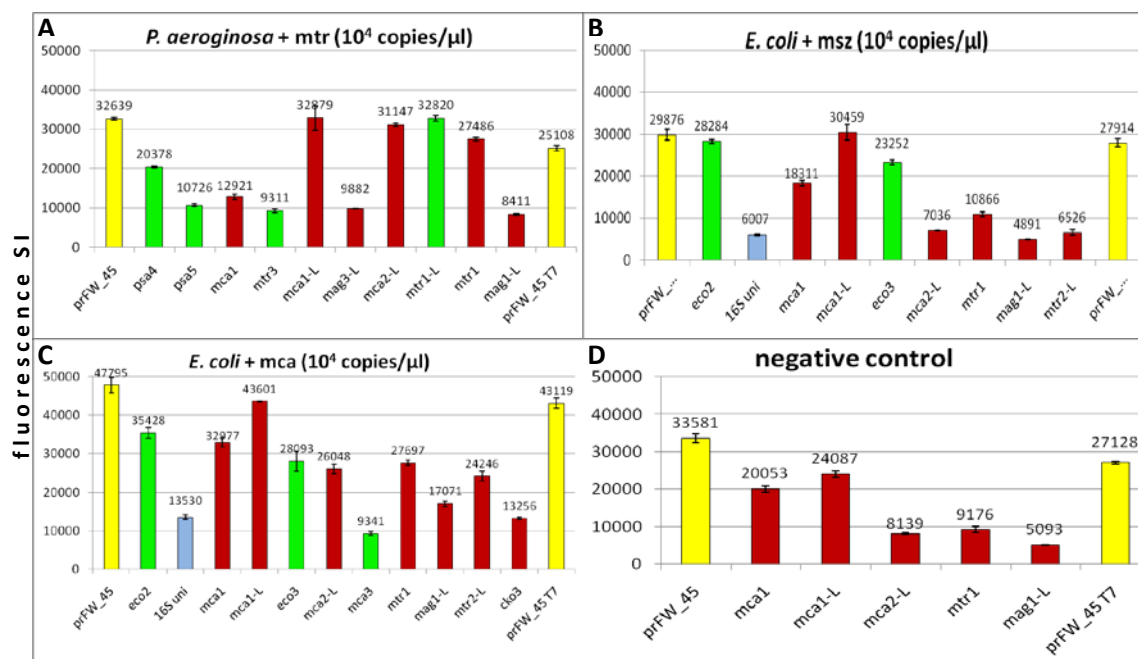 fluorescence SI
A
P. aeroginosa + mtr (10⁴ copies/µl)
50000
40000
30000
20000
10000
0
32639
20378
10726
12921
9311
32879
9882
31147
32820
27486
8411
25108
prFW_45
psa4
psa5
mca1
mtr3
mca1-L
mag3-L
mca2-L
mtr1-L
mtr1
mag1-L
prFW_45 T7
B
E. coli + msz (10⁴ copies/µl)
50000
40000
30000
20000
10000
0
29876
28284
6007
18311
30459
23252
7036
10866
4891
6526
27914
prFW_...
eco2
16S uni
mca1
mca1-L
eco3
mca2-L
mtr1
mag1-L
mtr2-L
prFW_...
C
E. coli + mca (10⁴ copies/µl)
50000
40000
30000
20000
10000
0
47795
35428
13530
32977
43601
28093
26048
9341
27697
17071
24246
13256
43119
prFW_45
eco2
16S uni
mca1
mca1-L
eco3
mca2-L
mca3
mtr1
mag1-L
mtr2-L
cko3
prFW_45 T7
D
negative control
50000
40000
30000
20000
10000
0
33581
20053
24087
8139
9176
5093
27128
prFW_45
mca1
mca1-L
mca2-L
mtr1
mag1-L
prFW_45 T7